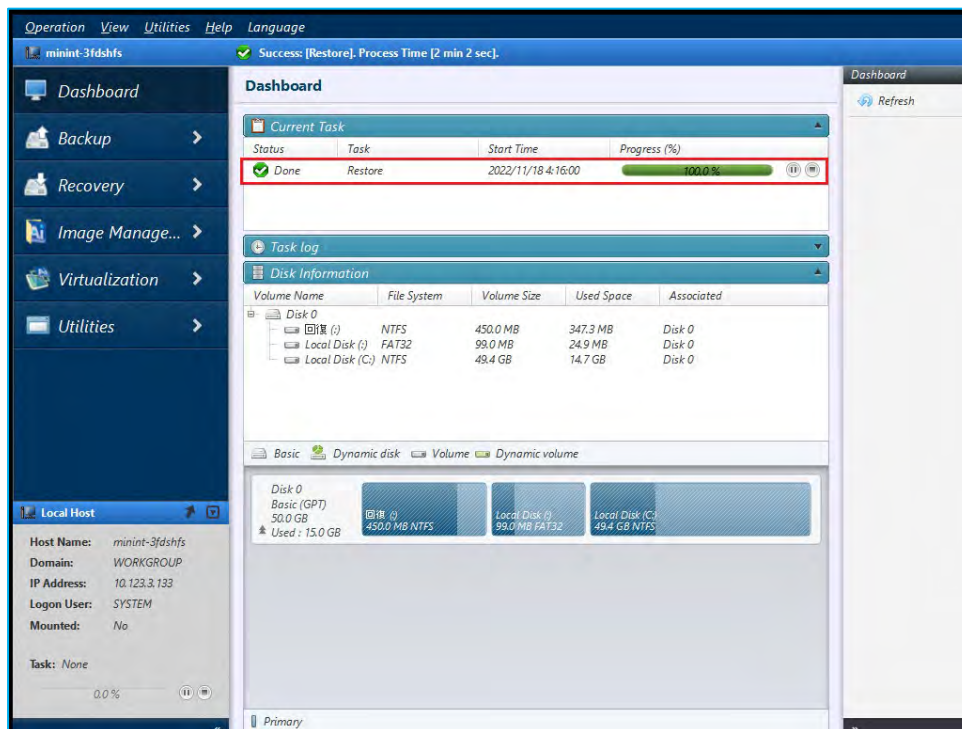 Operation View Utilities Help Language
minint-3fdshfs
Success: [Restore]. Process Time [2 min 2 sec].
Dashboard
Backup
Recovery
Image Manage...
Virtualization
Utilities
Dashboard
Current Task
Status Task Start Time Progress (%)
Done Restore 2022/11/18 4:16:00 100.0 %
Task log
Disk Information
Volume Name File System Volume Size Used Space Associated
Disk 0
回復 (:) NTFS 450.0 MB 347.3 MB Disk 0
Local Disk (:) FAT32 99.0 MB 24.9 MB Disk 0
Local Disk (C:) NTFS 49.4 GB 14.7 GB Disk 0
Basic Dynamic disk Volume Dynamic volume
Disk 0
Basic (GPT)
50.0 GB
Used : 15.0 GB
回復 (:)
450.0 MB NTFS
Local Disk (:)
99.0 MB FAT32
Local Disk (C:)
49.4 GB NTFS
Primary
Dashboard
Refresh
Local Host
Host Name: minint-3fdshfs
Domain: WORKGROUP
IP Address: 10.123.3.133
Logon User: SYSTEM
Mounted: No
Task: None
0.0 %